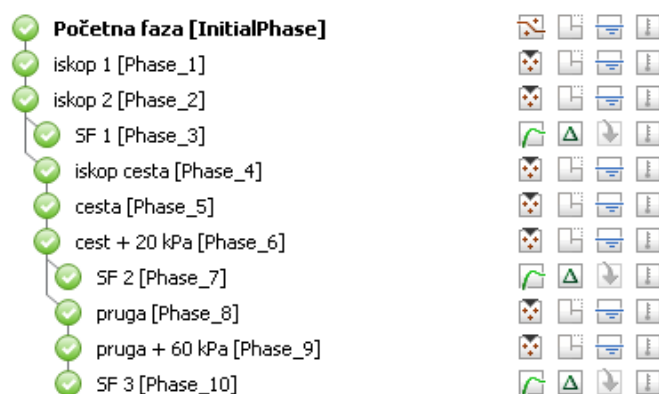 Početna faza [InitialPhase]
iskop 1 [Phase_1]
iskop 2 [Phase_2]
SF 1 [Phase_3]
iskop cesta [Phase_4]
cesta [Phase_5]
cest + 20 kPa [Phase_6]
SF 2 [Phase_7]
pruga [Phase_8]
pruga + 60 kPa [Phase_9]
SF 3 [Phase_10]